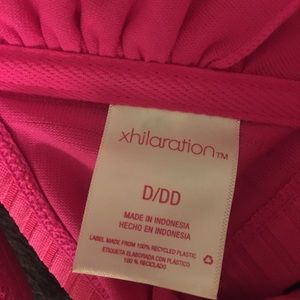 xhilaration™
D/DD
MADE IN INDONESIA
HECHO EN INDONESIA
LABEL MADE FROM 100% RECYCLED PLASTIC
ETIQUETA ELABORADA CON PLÁSTICO
100 % RECICLADO